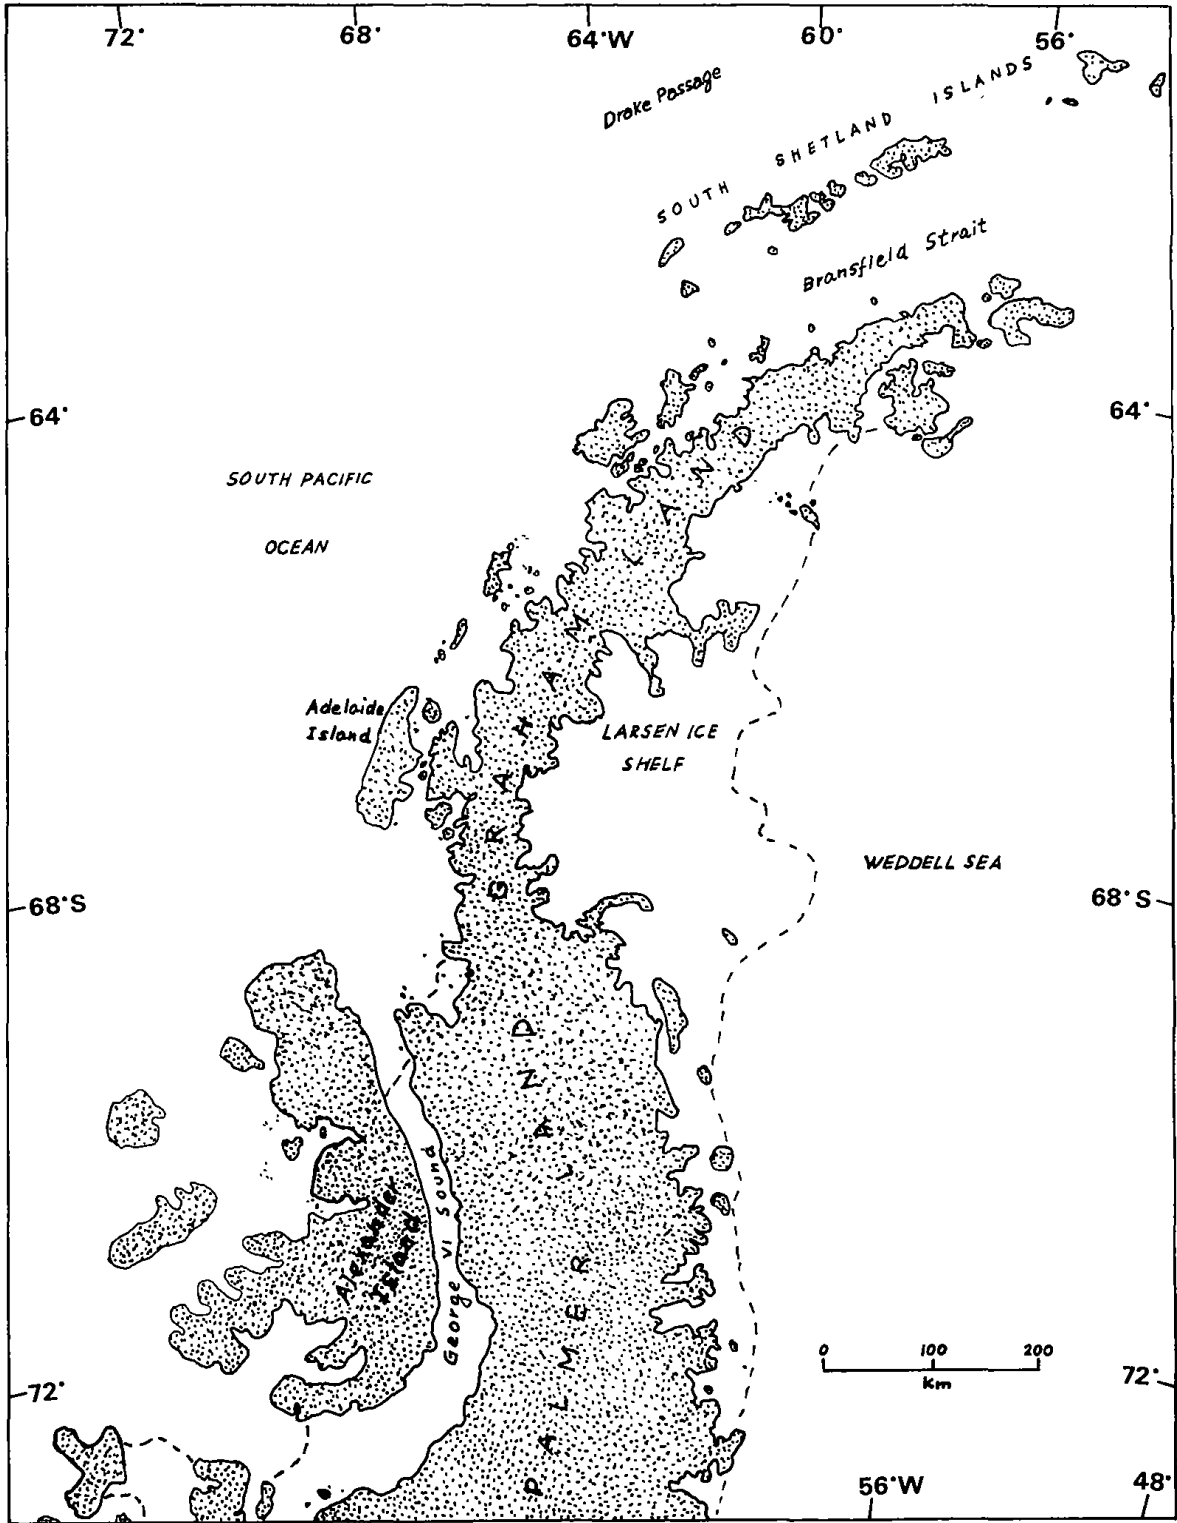 72° 68° 64°W 60° 56°
Drake Passage
SOUTH SHETLAND ISLANDS
Bransfield Strait
64° 64°
SOUTH PACIFIC
OCEAN
GRAHAM LAND
Adelaide
Island
LARSEN ICE
SHELF
WEDDELL SEA
68°S 68°S
PALMER LAND
Alexander
Island
George VI Sound
0 100 200
Km
72° 72°
56°W 48°